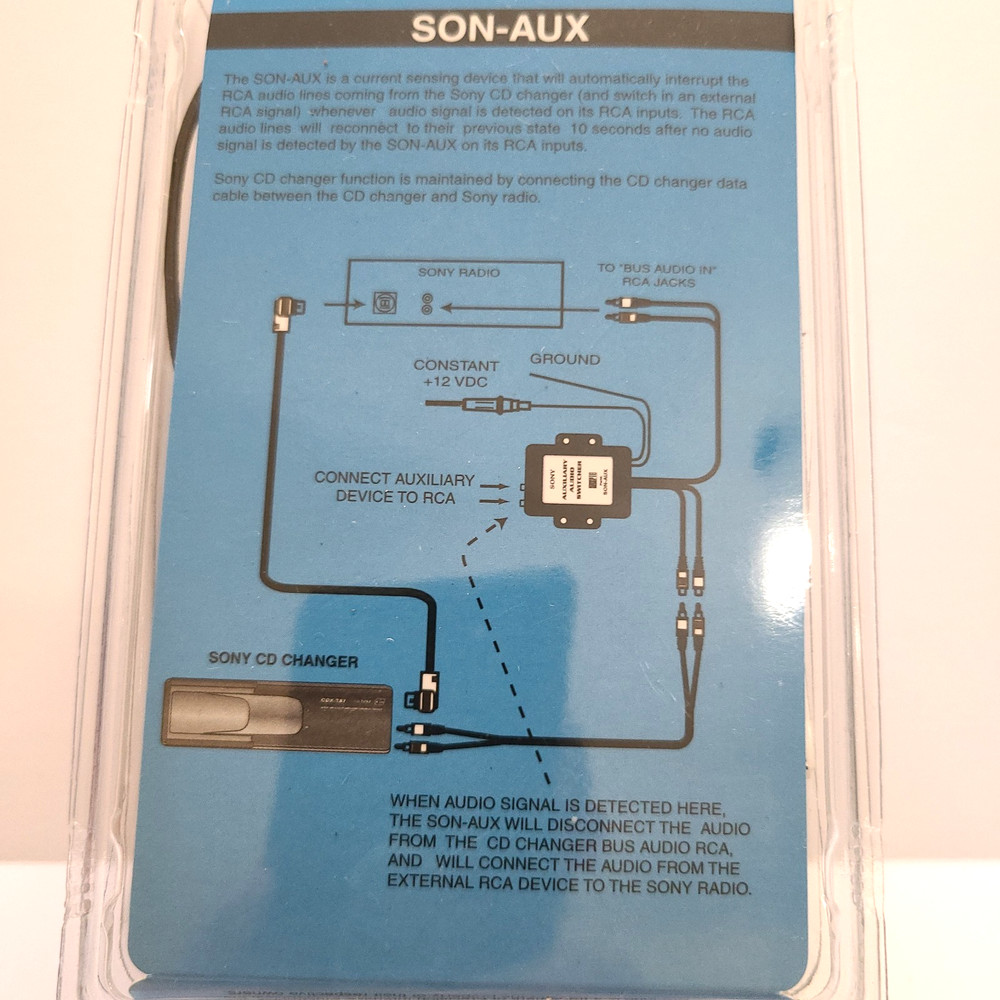 SON-AUX
The SON-AUX is a current sensing device that will automatically interrupt the
RCA audio lines coming from the Sony CD changer (and switch in an external
RCA signal) whenever audio signal is detected on its RCA inputs. The RCA
audio lines will reconnect to their previous state 10 seconds after no audio
signal is detected by the SON-AUX on its RCA inputs.
Sony CD changer function is maintained by connecting the CD changer data
cable between the CD changer and Sony radio.
SONY RADIO
TO "BUS AUDIO IN"
RCA JACKS
GROUND
CONSTANT
+12 VDC
CONNECT AUXILIARY
DEVICE TO RCA
SONY
AUXILIARY
AUDIO
SWITCHER
SON-AUX
SONY CD CHANGER
WHEN AUDIO SIGNAL IS DETECTED HERE,
THE SON-AUX WILL DISCONNECT THE AUDIO
FROM THE CD CHANGER BUS AUDIO RCA,
AND WILL CONNECT THE AUDIO FROM THE
EXTERNAL RCA DEVICE TO THE SONY RADIO.